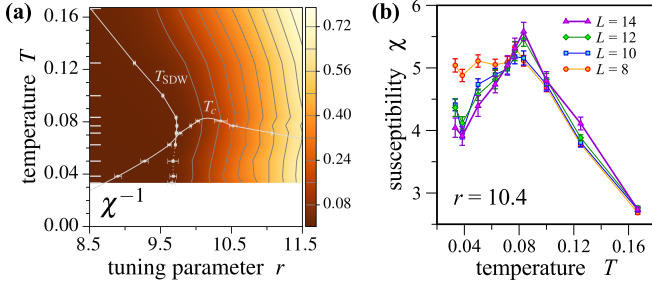 (a)
temperature T
0.16
0.12
0.08
0.04
0.00
T_SDW
T_c
χ⁻¹
8.5 9.5 10.5 11.5
tuning parameter r
0.72
0.56
0.40
0.24
0.08
(b)
susceptibility χ
6
5
4
3
L = 14
L = 12
L = 10
L = 8
r = 10.4
0.04 0.08 0.12 0.16
temperature T